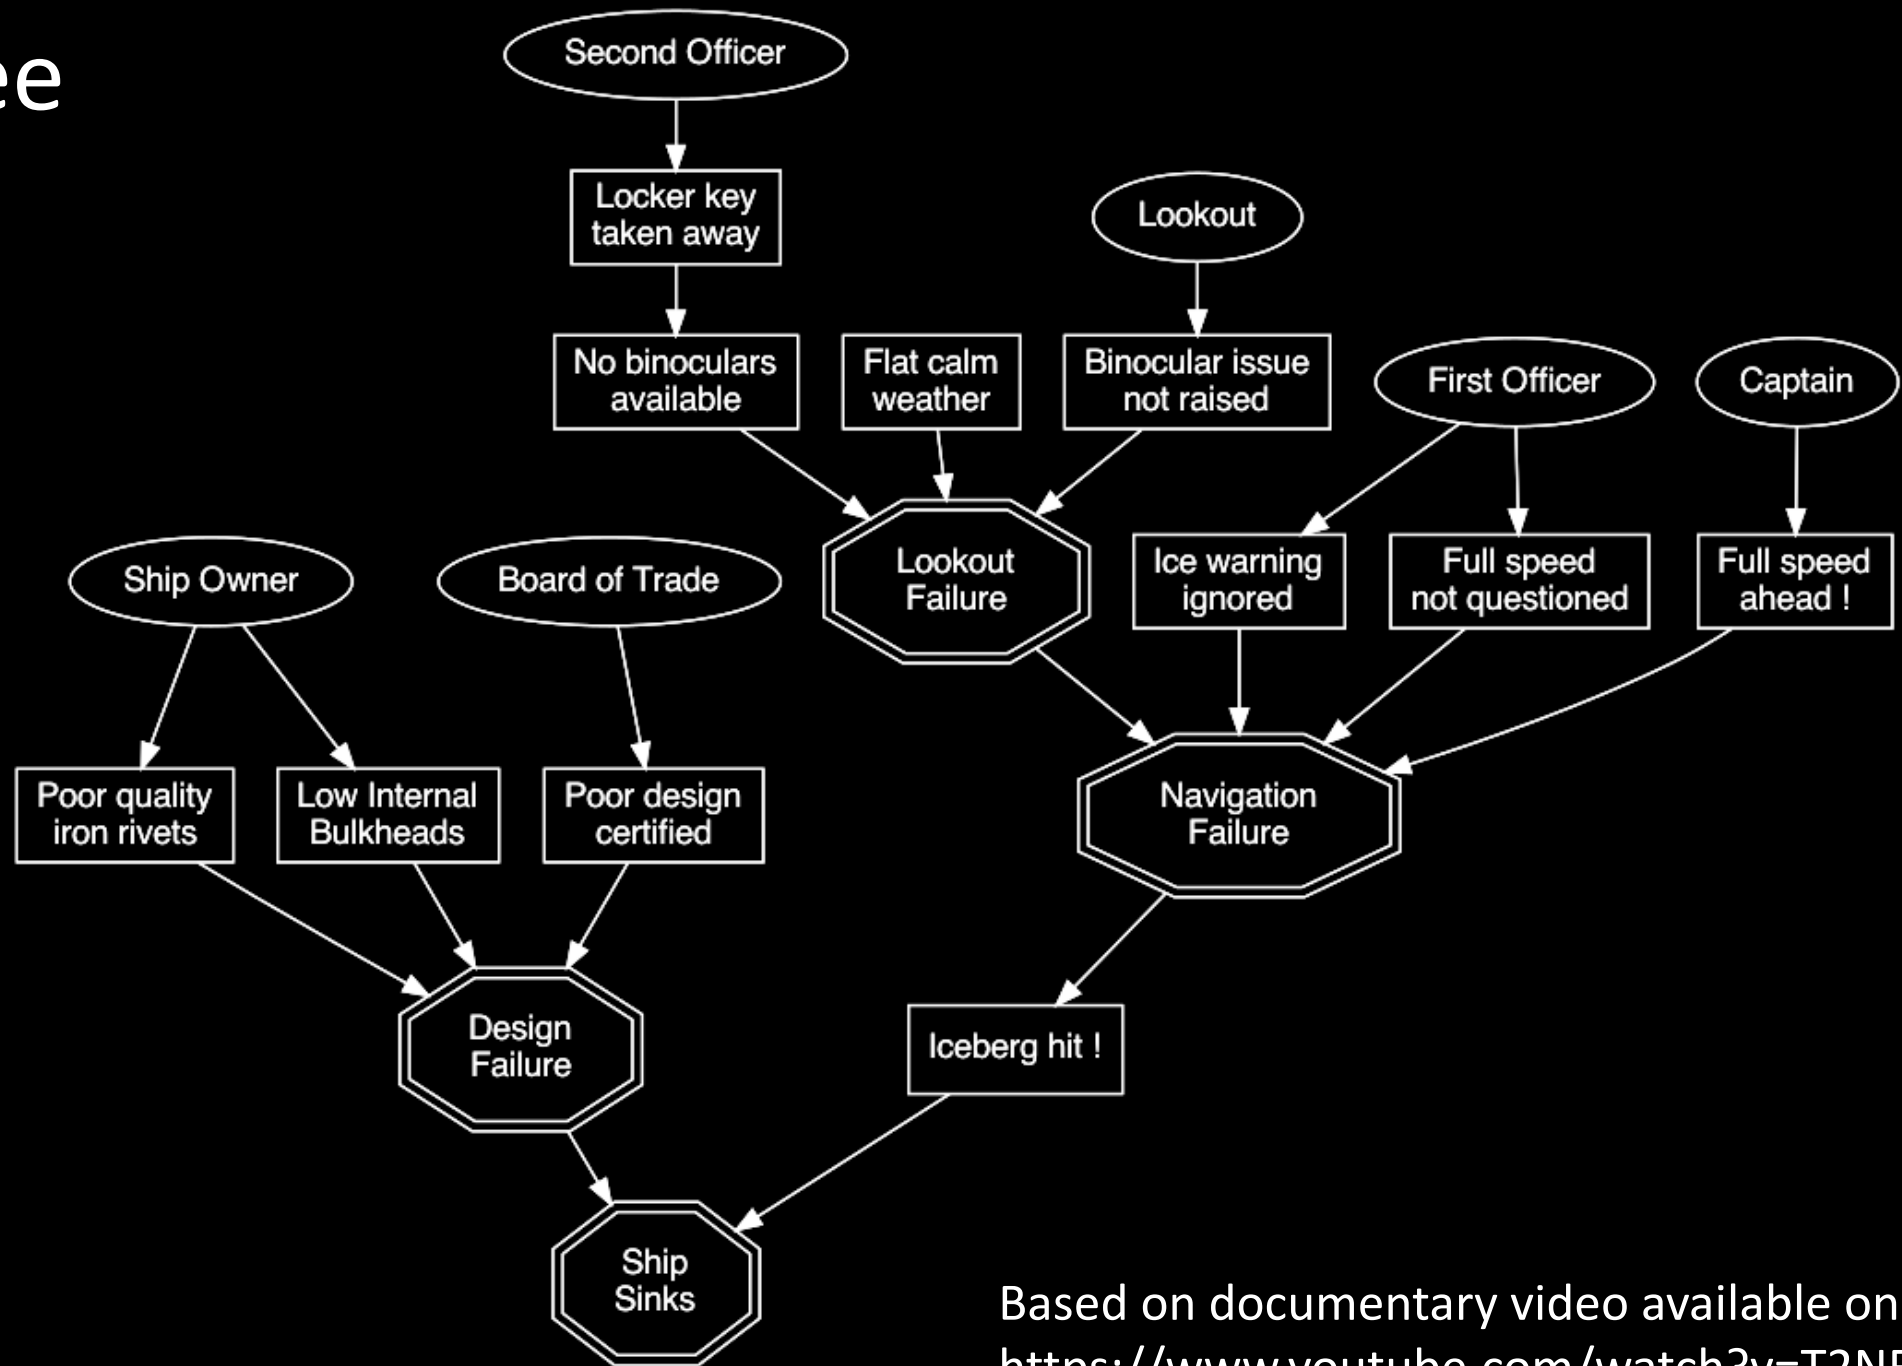 ee
Second Officer
Locker key
taken away
Lookout
No binoculars
available
Flat calm
weather
Binocular issue
not raised
First Officer
Captain
Ship Owner
Board of Trade
Lookout
Failure
Ice warning
ignored
Full speed
not questioned
Full speed
ahead !
Poor quality
iron rivets
Low Internal
Bulkheads
Poor design
certified
Navigation
Failure
Design
Failure
Iceberg hit !
Ship
Sinks
Based on documentary video available on